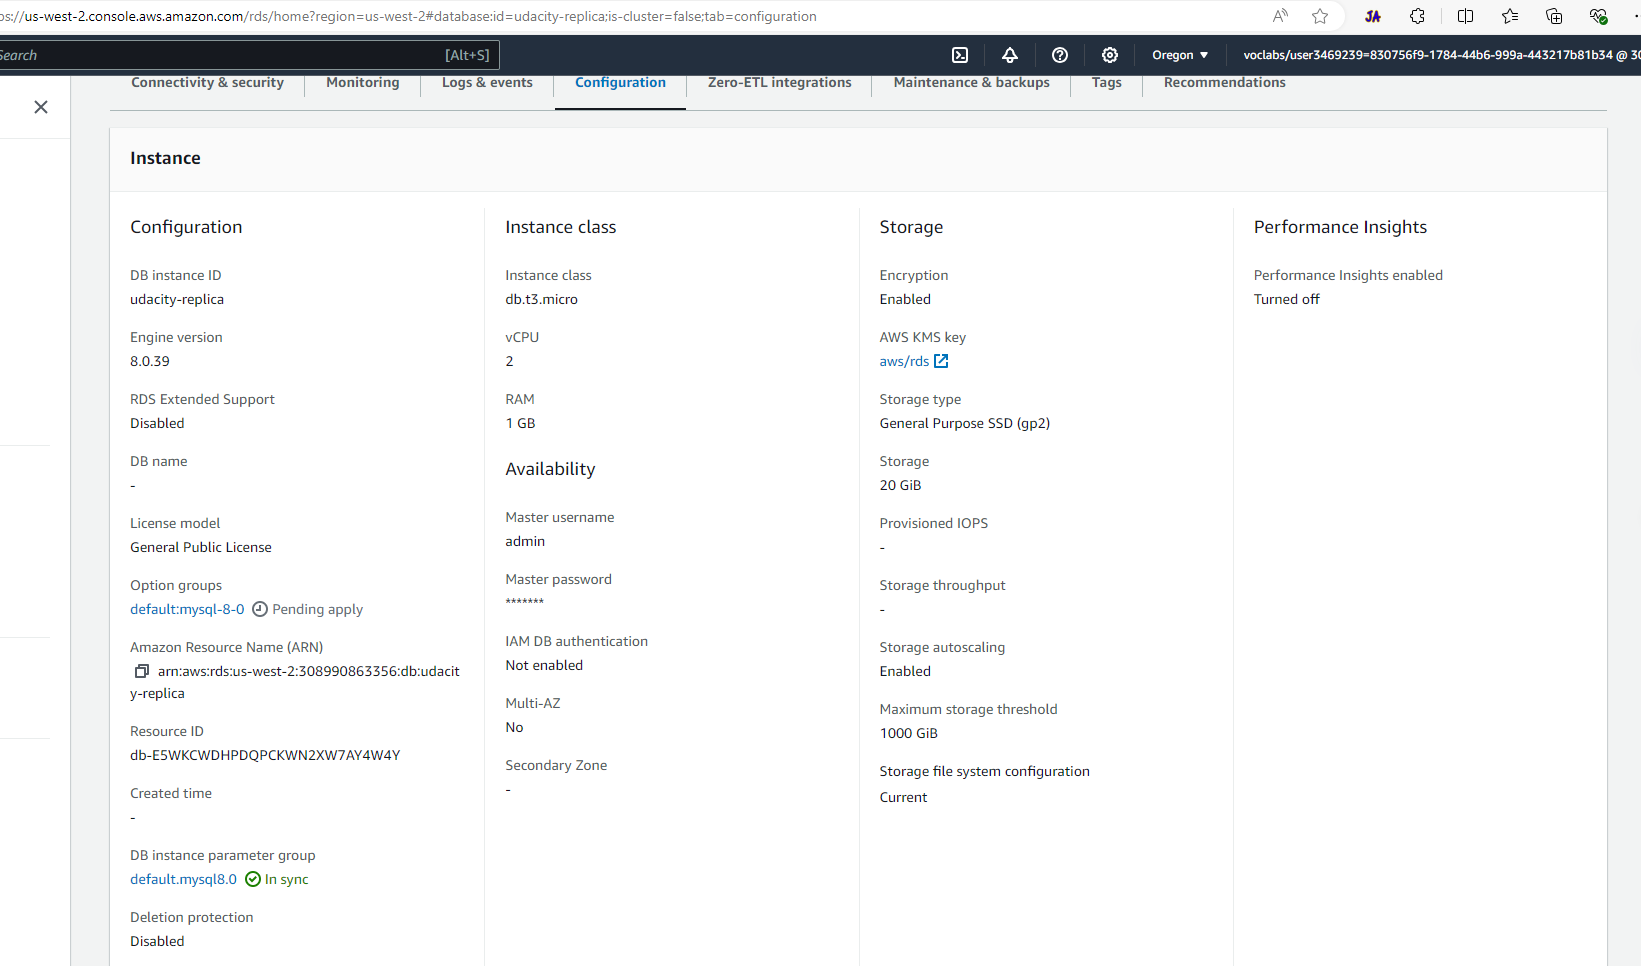 ps://us-west-2.console.aws.amazon.com/rds/home?region=us-west-2#database:id=udacity-replica;is-cluster=false;tab=configuration
Search
[Alt+S]
Oregon
voclabs/user3469239=830756f9-1784-44b6-999a-443217b81b34 @ 30
Connectivity & security
Monitoring
Logs & events
Configuration
Zero-ETL integrations
Maintenance & backups
Tags
Recommendations
Instance
Configuration
DB instance ID
udacity-replica
Engine version
8.0.39
RDS Extended Support
Disabled
DB name
-
License model
General Public License
Option groups
default:mysql-8-0 Pending apply
Amazon Resource Name (ARN)
arn:aws:rds:us-west-2:308990863356:db:udacit
y-replica
Resource ID
db-E5WKCWDHPDQPCKWN2XW7AY4W4Y
Created time
-
DB instance parameter group
default.mysql8.0 In sync
Deletion protection
Disabled
Instance class
Instance class
db.t3.micro
vCPU
2
RAM
1 GB
Availability
Master username
admin
Master password
*******
IAM DB authentication
Not enabled
Multi-AZ
No
Secondary Zone
-
Storage
Encryption
Enabled
AWS KMS key
aws/rds
Storage type
General Purpose SSD (gp2)
Storage
20 GiB
Provisioned IOPS
-
Storage throughput
-
Storage autoscaling
Enabled
Maximum storage threshold
1000 GiB
Storage file system configuration
Current
Performance Insights
Performance Insights enabled
Turned off